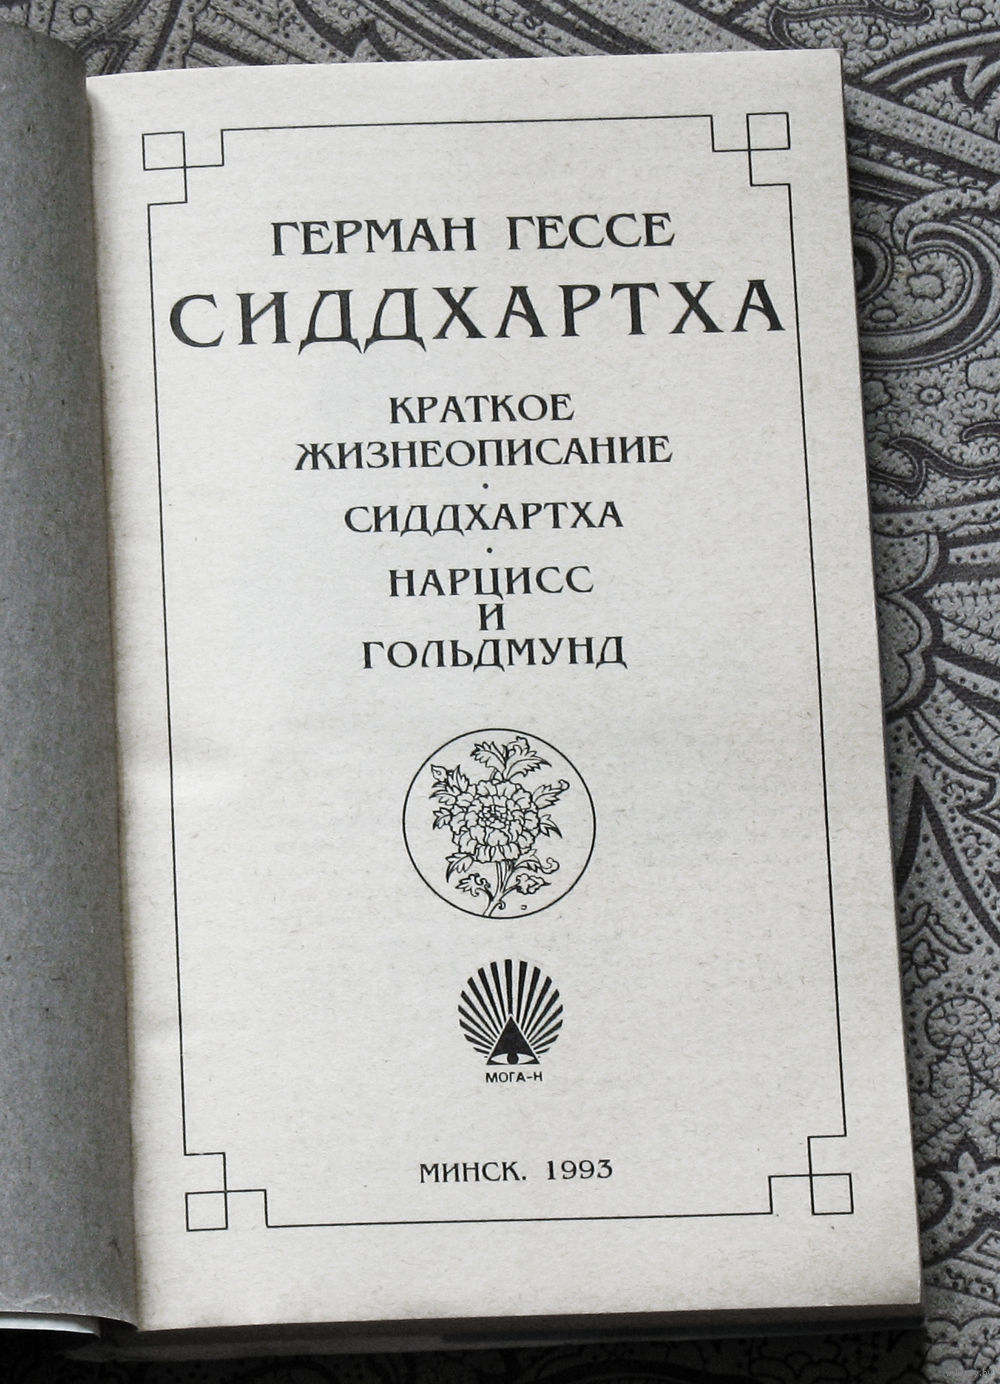 ГЕРМАН ГЕССЕ
СИДДХАРТХА
КРАТКОЕ
ЖИЗНЕОПИСАНИЕ
·
СИДДХАРТХА
·
НАРЦИСС
И
ГОЛЬДМУНД
МОГА-Н
МИНСК. 1993